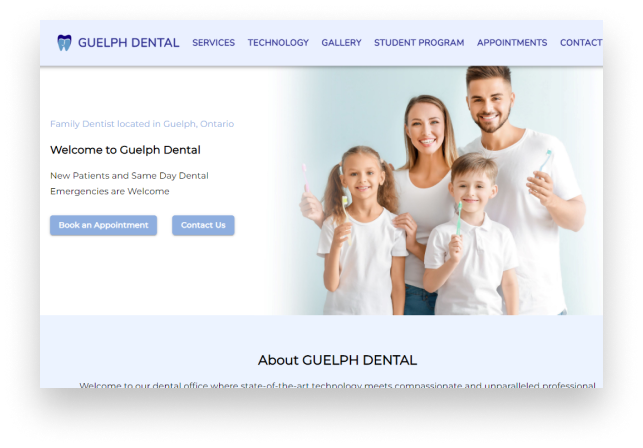 GUELPH DENTAL SERVICES TECHNOLOGY GALLERY STUDENT PROGRAM APPOINTMENTS CONTACT
Family Dentist located in Guelph, Ontario
Welcome to Guelph Dental
New Patients and Same Day Dental
Emergencies are Welcome
Book an Appointment Contact Us
About GUELPH DENTAL
Welcome to our dental office where state-of-the-art technology meets compassionate and unparalleled professional